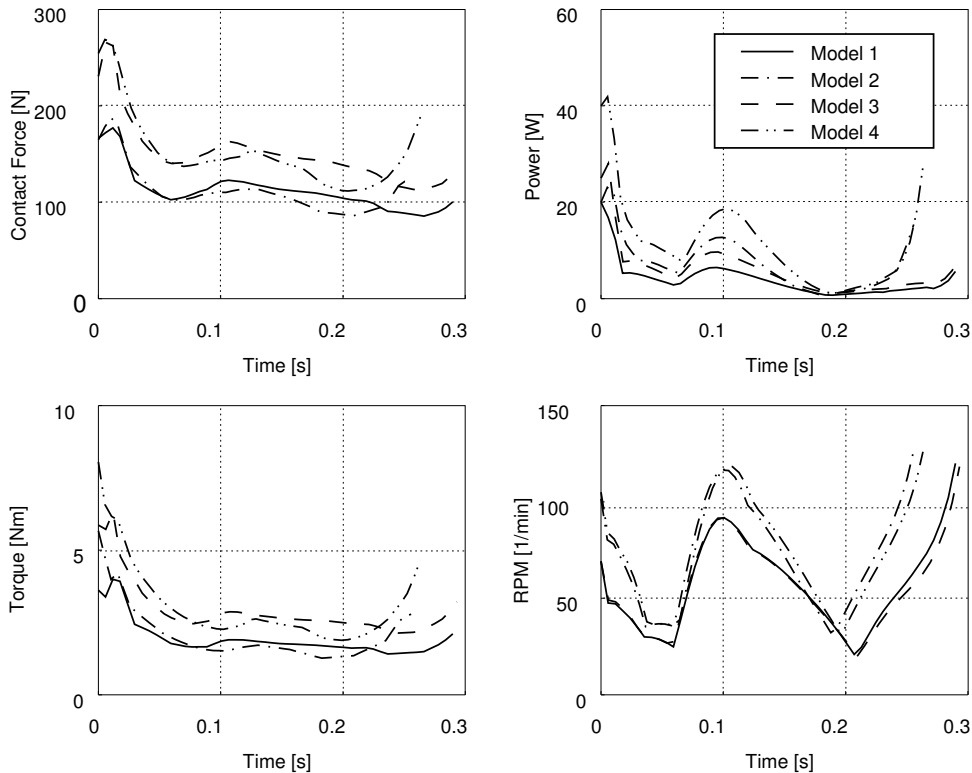 300
200
100
0
Contact Force [N]
0 0.1 0.2 0.3
Time [s]
60
40
20
0
Power [W]
Model 1
Model 2
Model 3
Model 4
0 0.1 0.2 0.3
Time [s]
10
5
0
Torque [Nm]
0 0.1 0.2 0.3
Time [s]
150
100
50
0
RPM [1/min]
0 0.1 0.2 0.3
Time [s]